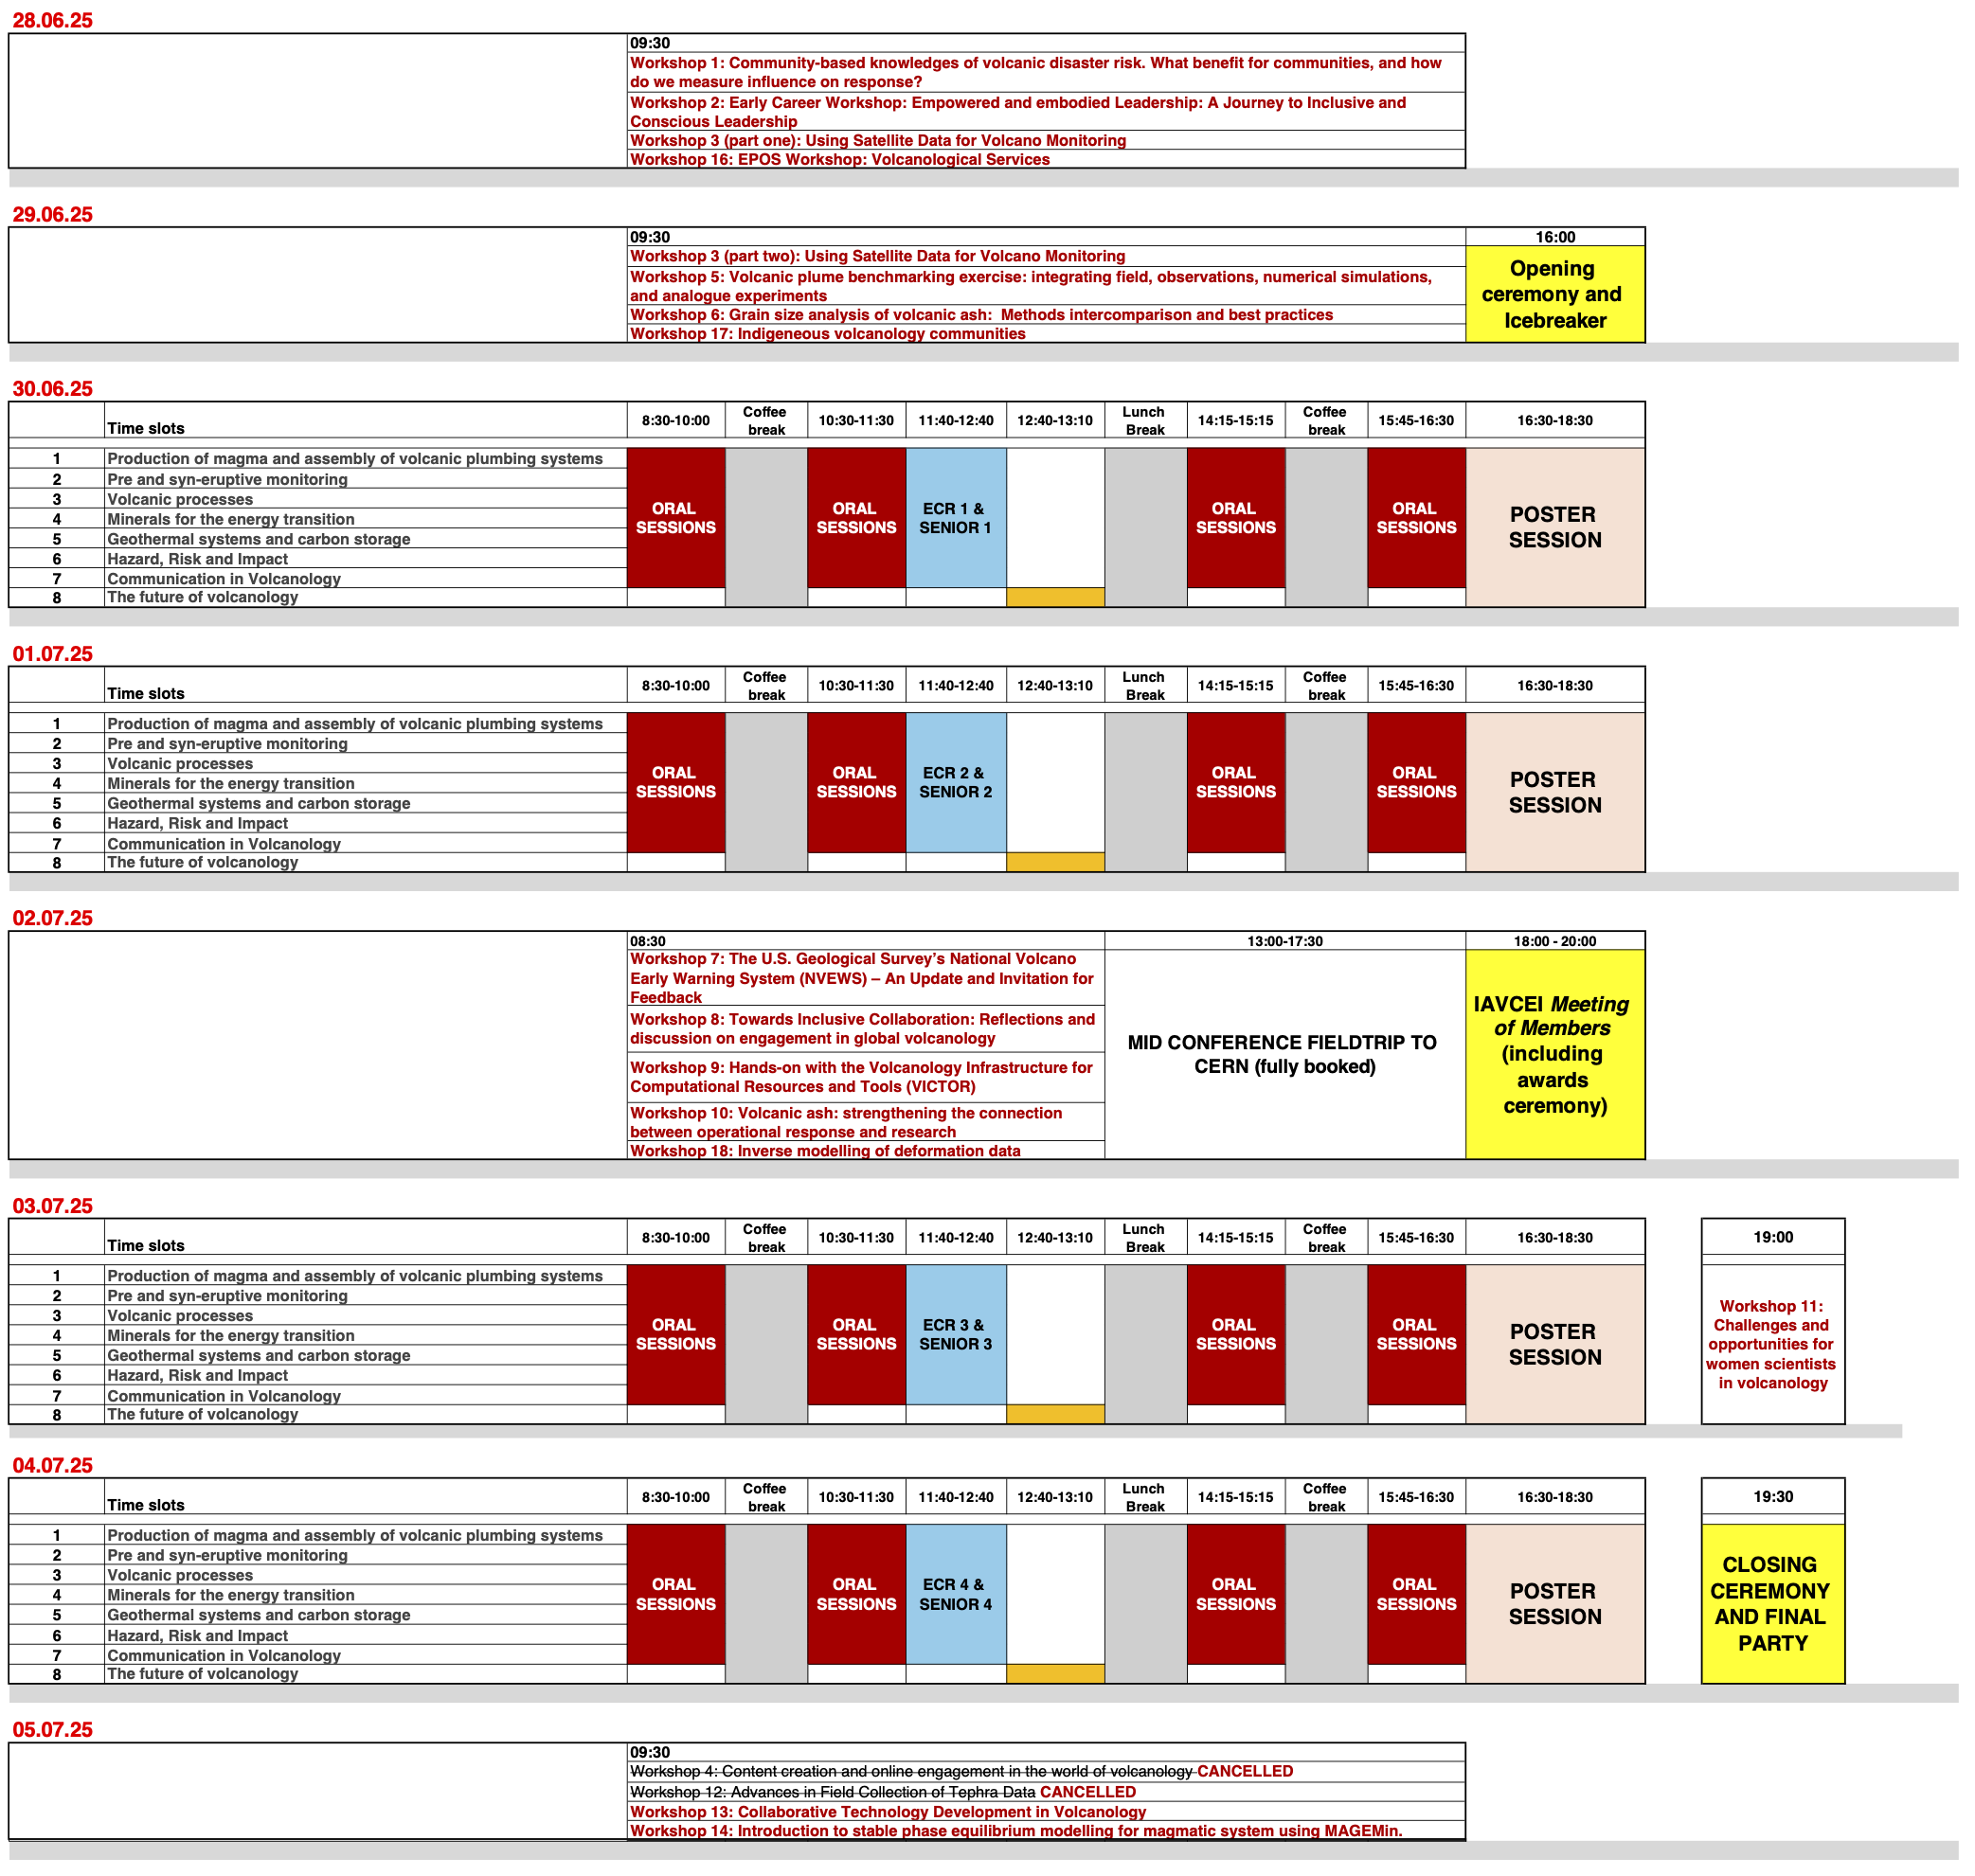 28.06.25
09:30
Workshop 1: Community-based knowledges of volcanic disaster risk. What benefit for communities, and how
do we measure influence on response?
Workshop 2: Early Career Workshop: Empowered and embodied Leadership: A Journey to Inclusive and
Conscious Leadership
Workshop 3 (part one): Using Satellite Data for Volcano Monitoring
Workshop 16: EPOS Workshop: Volcanological Services
29.06.25
09:30
16:00
Workshop 3 (part two): Using Satellite Data for Volcano Monitoring
Workshop 5: Volcanic plume benchmarking exercise: integrating field, observations, numerical simulations,
and analogue experiments
Workshop 6: Grain size analysis of volcanic ash:  Methods intercomparison and best practices
Workshop 17: Indigeneous volcanology communities
Opening
ceremony and
Icebreaker
30.06.25
Time slots
8:30-10:00
Coffee
break
10:30-11:30
11:40-12:40
12:40-13:10
Lunch
Break
14:15-15:15
Coffee
break
15:45-16:30
16:30-18:30
1 Production of magma and assembly of volcanic plumbing systems
2 Pre and syn-eruptive monitoring
3 Volcanic processes
4 Minerals for the energy transition
5 Geothermal systems and carbon storage
6 Hazard, Risk and Impact
7 Communication in Volcanology
8 The future of volcanology
ORAL
SESSIONS
ORAL
SESSIONS
ECR 1 &
SENIOR 1
ORAL
SESSIONS
ORAL
SESSIONS
POSTER
SESSION
01.07.25
Time slots
8:30-10:00
Coffee
break
10:30-11:30
11:40-12:40
12:40-13:10
Lunch
Break
14:15-15:15
Coffee
break
15:45-16:30
16:30-18:30
1 Production of magma and assembly of volcanic plumbing systems
2 Pre and syn-eruptive monitoring
3 Volcanic processes
4 Minerals for the energy transition
5 Geothermal systems and carbon storage
6 Hazard, Risk and Impact
7 Communication in Volcanology
8 The future of volcanology
ORAL
SESSIONS
ORAL
SESSIONS
ECR 2 &
SENIOR 2
ORAL
SESSIONS
ORAL
SESSIONS
POSTER
SESSION
02.07.25
08:30
13:00-17:30
18:00 - 20:00
Workshop 7: The U.S. Geological Survey’s National Volcano
Early Warning System (NVEWS) – An Update and Invitation for
Feedback
Workshop 8: Towards Inclusive Collaboration: Reflections and
discussion on engagement in global volcanology
Workshop 9: Hands-on with the Volcanology Infrastructure for
Computational Resources and Tools (VICTOR)
Workshop 10: Volcanic ash: strengthening the connection
between operational response and research
Workshop 18: Inverse modelling of deformation data
MID CONFERENCE FIELDTRIP TO
CERN (fully booked)
IAVCEI Meeting
of Members
(including
awards
ceremony)
03.07.25
Time slots
8:30-10:00
Coffee
break
10:30-11:30
11:40-12:40
12:40-13:10
Lunch
Break
14:15-15:15
Coffee
break
15:45-16:30
16:30-18:30
19:00
1 Production of magma and assembly of volcanic plumbing systems
2 Pre and syn-eruptive monitoring
3 Volcanic processes
4 Minerals for the energy transition
5 Geothermal systems and carbon storage
6 Hazard, Risk and Impact
7 Communication in Volcanology
8 The future of volcanology
ORAL
SESSIONS
ORAL
SESSIONS
ECR 3 &
SENIOR 3
ORAL
SESSIONS
ORAL
SESSIONS
POSTER
SESSION
Workshop 11:
Challenges and
opportunities for
women scientists
in volcanology
04.07.25
Time slots
8:30-10:00
Coffee
break
10:30-11:30
11:40-12:40
12:40-13:10
Lunch
Break
14:15-15:15
Coffee
break
15:45-16:30
16:30-18:30
19:30
1 Production of magma and assembly of volcanic plumbing systems
2 Pre and syn-eruptive monitoring
3 Volcanic processes
4 Minerals for the energy transition
5 Geothermal systems and carbon storage
6 Hazard, Risk and Impact
7 Communication in Volcanology
8 The future of volcanology
ORAL
SESSIONS
ORAL
SESSIONS
ECR 4 &
SENIOR 4
ORAL
SESSIONS
ORAL
SESSIONS
POSTER
SESSION
CLOSING
CEREMONY
AND FINAL
PARTY
05.07.25
09:30
Workshop 4: Content creation and online engagement in the world of volcanology CANCELLED
Workshop 12: Advances in Field Collection of Tephra Data CANCELLED
Workshop 13: Collaborative Technology Development in Volcanology
Workshop 14: Introduction to stable phase equilibrium modelling for magmatic system using MAGEMin.